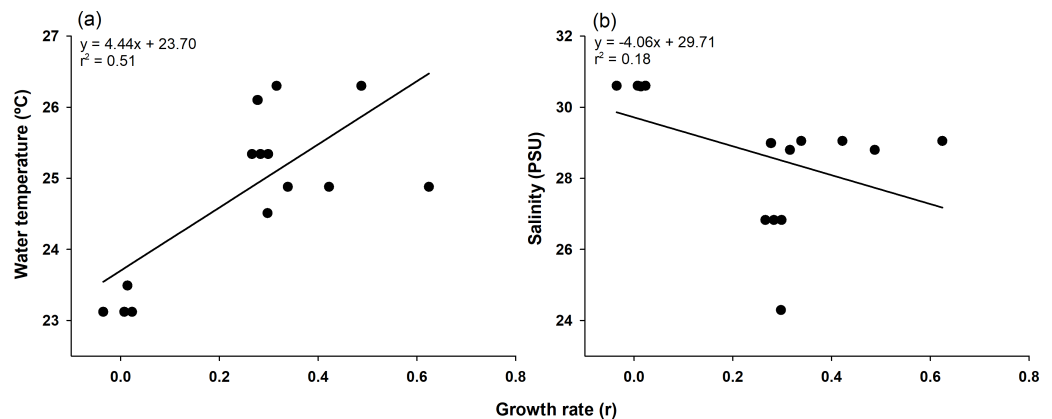 (a)
y = 4.44x + 23.70
r² = 0.51
Water temperature (ºC)
27
26
25
24
23
0.0 0.2 0.4 0.6 0.8
(b)
y = -4.06x + 29.71
r² = 0.18
Salinity (PSU)
32
30
28
26
24
0.0 0.2 0.4 0.6 0.8
Growth rate (r)